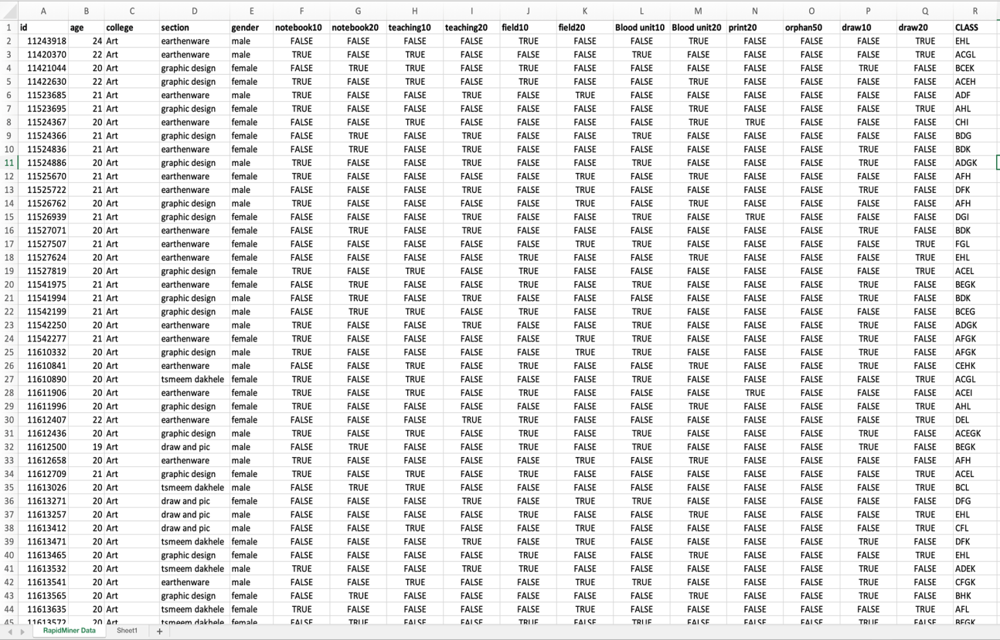 A B C D E F G H I J K L M N O P Q R
1 id age college section gender notebook10 notebook20 teaching10 teaching20 field10 field20 Blood unit10 Blood unit20 print20 orphan50 draw10 draw20 CLASS
2 11243918 24 Art earthenware male FALSE FALSE FALSE FALSE TRUE FALSE FALSE TRUE FALSE FALSE FALSE TRUE EHL
3 11420370 22 Art earthenware male TRUE FALSE TRUE FALSE FALSE FALSE TRUE FALSE FALSE FALSE FALSE TRUE ACGL
4 11421044 20 Art graphic design female FALSE TRUE TRUE FALSE TRUE FALSE FALSE FALSE FALSE FALSE TRUE FALSE BCEK
5 11422630 22 Art graphic design female TRUE FALSE TRUE FALSE TRUE FALSE FALSE TRUE FALSE FALSE FALSE FALSE ACEH
6 11523685 21 Art earthenware male TRUE FALSE FALSE TRUE FALSE TRUE FALSE FALSE FALSE FALSE FALSE FALSE ADF
7 11523695 21 Art graphic design female TRUE FALSE FALSE FALSE FALSE FALSE FALSE TRUE FALSE FALSE FALSE TRUE AHL
8 11524367 20 Art earthenware female FALSE FALSE TRUE FALSE FALSE FALSE FALSE TRUE TRUE FALSE FALSE FALSE CHI
9 11524366 21 Art graphic design female FALSE TRUE FALSE TRUE FALSE FALSE TRUE FALSE FALSE FALSE FALSE FALSE BDG
10 11524836 21 Art earthenware female FALSE TRUE FALSE TRUE FALSE FALSE FALSE FALSE FALSE FALSE TRUE FALSE BDK
11 11524886 20 Art graphic design male TRUE FALSE FALSE TRUE FALSE FALSE TRUE FALSE FALSE FALSE TRUE FALSE ADGK
12 11525670 21 Art earthenware female TRUE FALSE FALSE FALSE FALSE TRUE FALSE TRUE FALSE FALSE FALSE FALSE AFH
13 11525722 21 Art earthenware male FALSE FALSE FALSE TRUE FALSE TRUE FALSE FALSE FALSE FALSE TRUE FALSE DFK
14 11526762 20 Art graphic design male TRUE FALSE FALSE FALSE FALSE TRUE FALSE TRUE FALSE FALSE FALSE FALSE AFH
15 11526939 21 Art graphic design female FALSE FALSE FALSE TRUE FALSE FALSE TRUE FALSE TRUE FALSE FALSE FALSE DGI
16 11527071 20 Art earthenware female FALSE TRUE FALSE TRUE FALSE FALSE FALSE FALSE FALSE FALSE TRUE FALSE BDK
17 11527507 21 Art earthenware female FALSE FALSE FALSE FALSE FALSE TRUE TRUE FALSE FALSE FALSE FALSE TRUE FGL
18 11527624 20 Art earthenware female FALSE FALSE FALSE FALSE TRUE FALSE FALSE TRUE FALSE FALSE FALSE TRUE EHL
19 11527819 20 Art graphic design female TRUE FALSE TRUE FALSE TRUE FALSE FALSE FALSE FALSE FALSE FALSE TRUE ACEL
20 11541975 21 Art earthenware female FALSE TRUE FALSE FALSE TRUE FALSE TRUE FALSE FALSE FALSE TRUE FALSE BEGK
21 11541994 21 Art graphic design male FALSE TRUE FALSE TRUE FALSE FALSE FALSE FALSE FALSE FALSE TRUE FALSE BDK
22 11542199 21 Art graphic design male FALSE TRUE TRUE FALSE TRUE FALSE TRUE FALSE FALSE FALSE FALSE FALSE BCEG
23 11542250 20 Art earthenware male TRUE FALSE FALSE TRUE FALSE FALSE TRUE FALSE FALSE FALSE TRUE FALSE ADGK
24 11542277 21 Art earthenware female TRUE FALSE FALSE FALSE FALSE TRUE TRUE FALSE FALSE FALSE TRUE FALSE AFGK
25 11610332 20 Art graphic design male TRUE FALSE FALSE FALSE FALSE TRUE TRUE FALSE FALSE FALSE TRUE FALSE AFGK
26 11610841 20 Art earthenware male FALSE FALSE TRUE FALSE TRUE FALSE FALSE TRUE FALSE FALSE TRUE FALSE CEHK
27 11610890 20 Art tsmeem dakhele female TRUE FALSE TRUE FALSE FALSE FALSE TRUE FALSE FALSE FALSE FALSE TRUE ACGL
28 11611906 20 Art earthenware female TRUE FALSE TRUE FALSE TRUE FALSE FALSE FALSE TRUE FALSE FALSE FALSE ACEI
29 11611996 20 Art graphic design female TRUE FALSE FALSE FALSE FALSE FALSE FALSE TRUE FALSE FALSE FALSE TRUE AHL
30 11612407 22 Art earthenware female FALSE FALSE FALSE TRUE TRUE FALSE FALSE FALSE FALSE FALSE FALSE TRUE DEL
31 11612436 20 Art graphic design male TRUE FALSE TRUE FALSE TRUE FALSE TRUE FALSE FALSE FALSE TRUE FALSE ACEGK
32 11612500 19 Art draw and pic male FALSE TRUE FALSE FALSE TRUE FALSE TRUE FALSE FALSE FALSE TRUE FALSE BEGK
33 11612658 20 Art earthenware male TRUE FALSE FALSE FALSE FALSE TRUE FALSE TRUE FALSE FALSE FALSE FALSE AFH
34 11612709 21 Art graphic design female TRUE FALSE TRUE FALSE TRUE FALSE FALSE FALSE FALSE FALSE FALSE TRUE ACEL
35 11613026 20 Art tsmeem dakhele male FALSE TRUE TRUE FALSE FALSE FALSE FALSE FALSE FALSE FALSE FALSE TRUE BCL
36 11613271 20 Art draw and pic female FALSE FALSE FALSE TRUE FALSE TRUE TRUE FALSE FALSE FALSE FALSE FALSE DFG
37 11613257 20 Art draw and pic male FALSE FALSE FALSE FALSE TRUE FALSE FALSE TRUE FALSE FALSE FALSE TRUE EHL
38 11613412 20 Art draw and pic male FALSE FALSE TRUE FALSE FALSE TRUE FALSE FALSE FALSE FALSE FALSE TRUE CFL
39 11613471 20 Art tsmeem dakhele female FALSE FALSE FALSE TRUE FALSE TRUE FALSE FALSE FALSE FALSE TRUE FALSE DFK
40 11613465 20 Art graphic design female FALSE FALSE FALSE FALSE TRUE FALSE FALSE TRUE FALSE FALSE FALSE TRUE EHL
41 11613532 20 Art tsmeem dakhele male TRUE FALSE FALSE TRUE TRUE FALSE FALSE FALSE FALSE FALSE TRUE FALSE ADEK
42 11613541 20 Art earthenware male FALSE FALSE TRUE FALSE FALSE TRUE TRUE FALSE FALSE FALSE TRUE FALSE CFGK
43 11613565 20 Art graphic design female FALSE TRUE FALSE FALSE FALSE FALSE FALSE TRUE FALSE FALSE TRUE FALSE BHK
44 11613635 20 Art tsmeem dakhele female TRUE FALSE FALSE FALSE FALSE TRUE FALSE FALSE FALSE FALSE FALSE TRUE AFL
45 11613572 20 Art tsmeem dakhele female FALSE TRUE FALSE FALSE TRUE FALSE TRUE FALSE FALSE FALSE TRUE FALSE BEGK
RapidMiner Data Sheet1 +